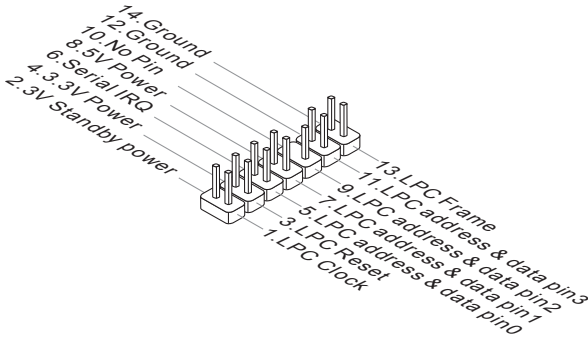 14.Ground
12.Ground
10.No Pin
8.5V Power
6.Serial IRQ
4.3.3V Power
2.3V Standby power
13.LPC Frame
11.LPC address & data pin3
9.LPC address & data pin2
7.LPC address & data pin1
5.LPC address & data pin0
3.LPC Reset
1.LPC Clock